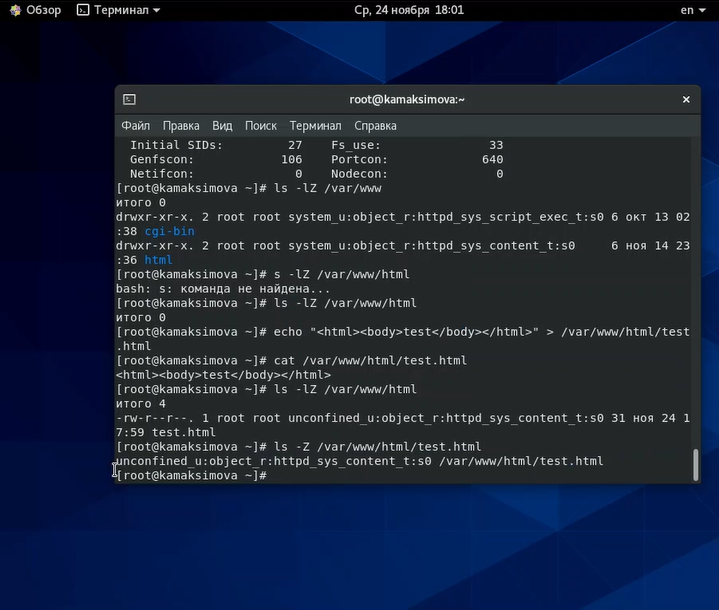 Обзор Терминал Ср, 24 ноября 18:01 en
root@kamaksimova:~
Файл Правка Вид Поиск Терминал Справка
Initial SIDs: 27 Fs_use: 33
Genfscon: 106 Portcon: 640
Netifcon: 0 Nodecon: 0
[root@kamaksimova ~]# ls -lZ /var/www
итого 0
drwxr-xr-x. 2 root root system_u:object_r:httpd_sys_script_exec_t:s0 6 окт 13 02
:38 cgi-bin
drwxr-xr-x. 2 root root system_u:object_r:httpd_sys_content_t:s0 6 ноя 14 23
:36 html
[root@kamaksimova ~]# s -lZ /var/www/html
bash: s: команда не найдена...
[root@kamaksimova ~]# ls -lZ /var/www/html
итого 0
[root@kamaksimova ~]# echo "<html><body>test</body></html>" > /var/www/html/test
.html
[root@kamaksimova ~]# cat /var/www/html/test.html
<html><body>test</body></html>
[root@kamaksimova ~]# ls -lZ /var/www/html
итого 4
-rw-r--r--. 1 root root unconfined_u:object_r:httpd_sys_content_t:s0 31 ноя 24 1
7:59 test.html
[root@kamaksimova ~]# ls -Z /var/www/html/test.html
unconfined_u:object_r:httpd_sys_content_t:s0 /var/www/html/test.html
[root@kamaksimova ~]#